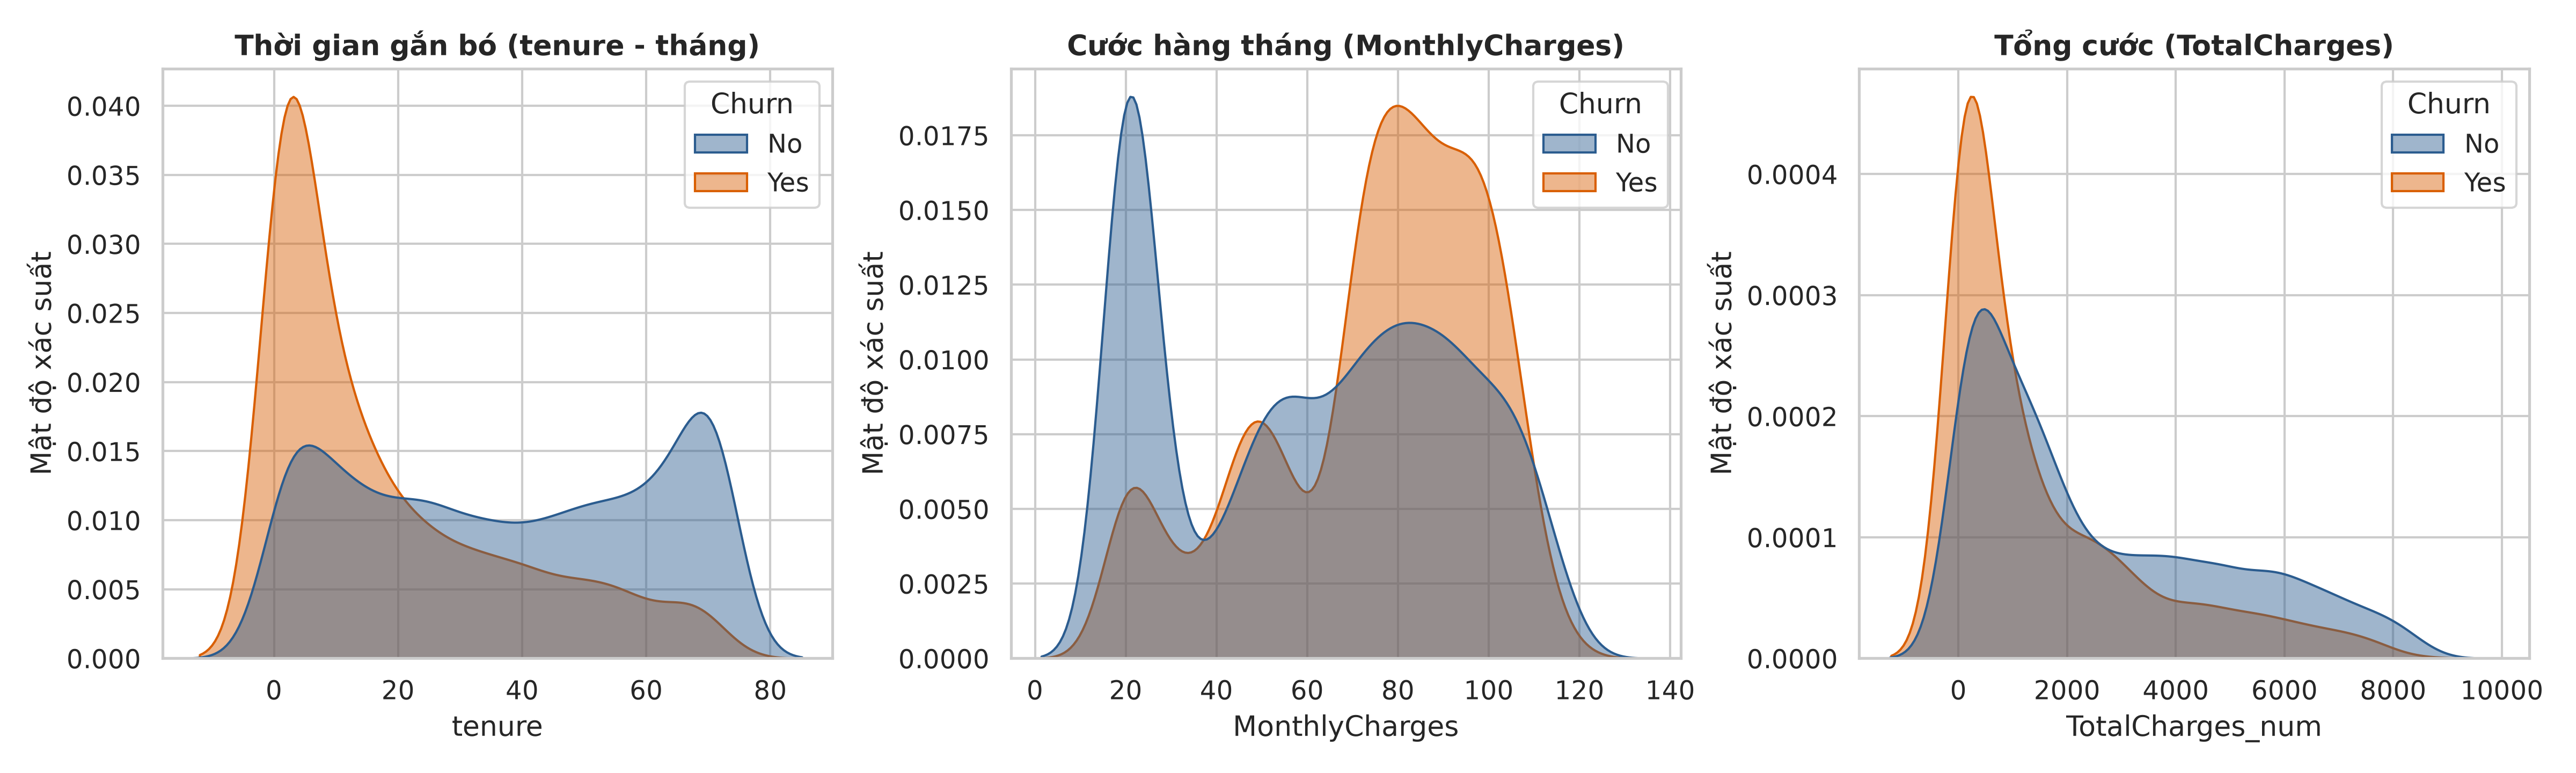 Thời gian gắn bó (tenure - tháng)
Mật độ xác suất
0.040
0.035
0.030
0.025
0.020
0.015
0.010
0.005
0.000
Churn
No
Yes
0 20 40 60 80
tenure
Cước hàng tháng (MonthlyCharges)
Mật độ xác suất
0.0175
0.0150
0.0125
0.0100
0.0075
0.0050
0.0025
0.0000
Churn
No
Yes
0 20 40 60 80 100 120 140
MonthlyCharges
Tổng cước (TotalCharges)
Mật độ xác suất
0.0004
0.0003
0.0002
0.0001
0.0000
Churn
No
Yes
0 2000 4000 6000 8000 10000
TotalCharges_num